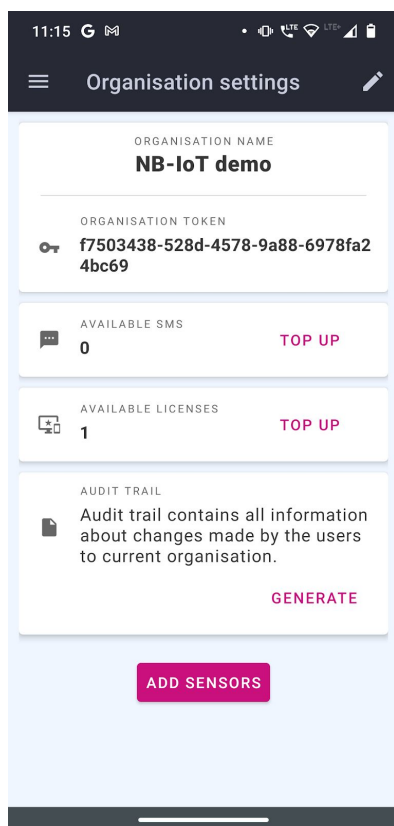 11:15 G LTE LTE+
Organisation settings
ORGANISATION NAME
NB-IoT demo
ORGANISATION TOKEN
f7503438-528d-4578-9a88-6978fa2
4bc69
AVAILABLE SMS
0
TOP UP
AVAILABLE LICENSES
1
TOP UP
AUDIT TRAIL
Audit trail contains all information
about changes made by the users
to current organisation.
GENERATE
ADD SENSORS